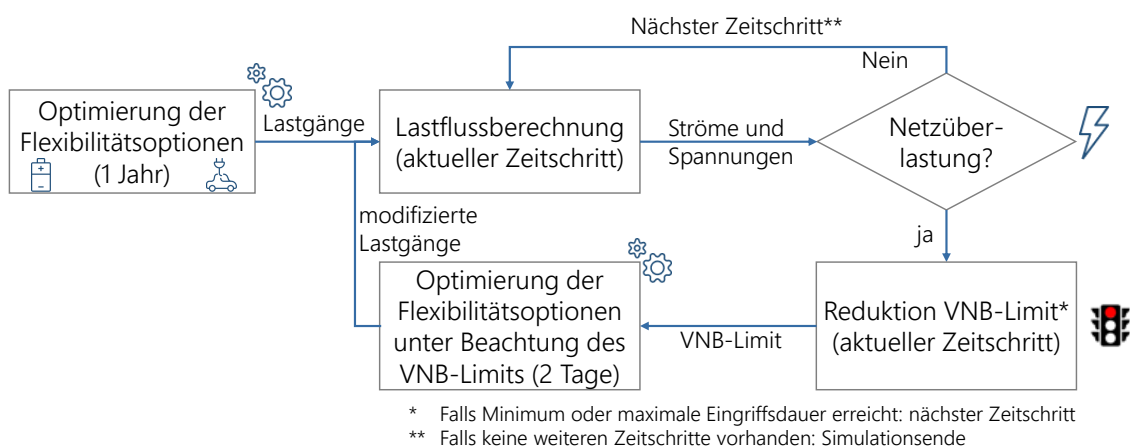 Nächster Zeitschritt**
Nein
Optimierung der
Flexibilitätsoptionen
(1 Jahr)
Lastgänge
Lastflussberechnung
(aktueller Zeitschritt)
Ströme und
Spannungen
Netzüber-
lastung?
modifizierte
Lastgänge
ja
Optimierung der
Flexibilitätsoptionen
unter Beachtung des
VNB-Limits (2 Tage)
VNB-Limit
Reduktion VNB-Limit*
(aktueller Zeitschritt)
* Falls Minimum oder maximale Eingriffsdauer erreicht: nächster Zeitschritt
** Falls keine weiteren Zeitschritte vorhanden: Simulationsende